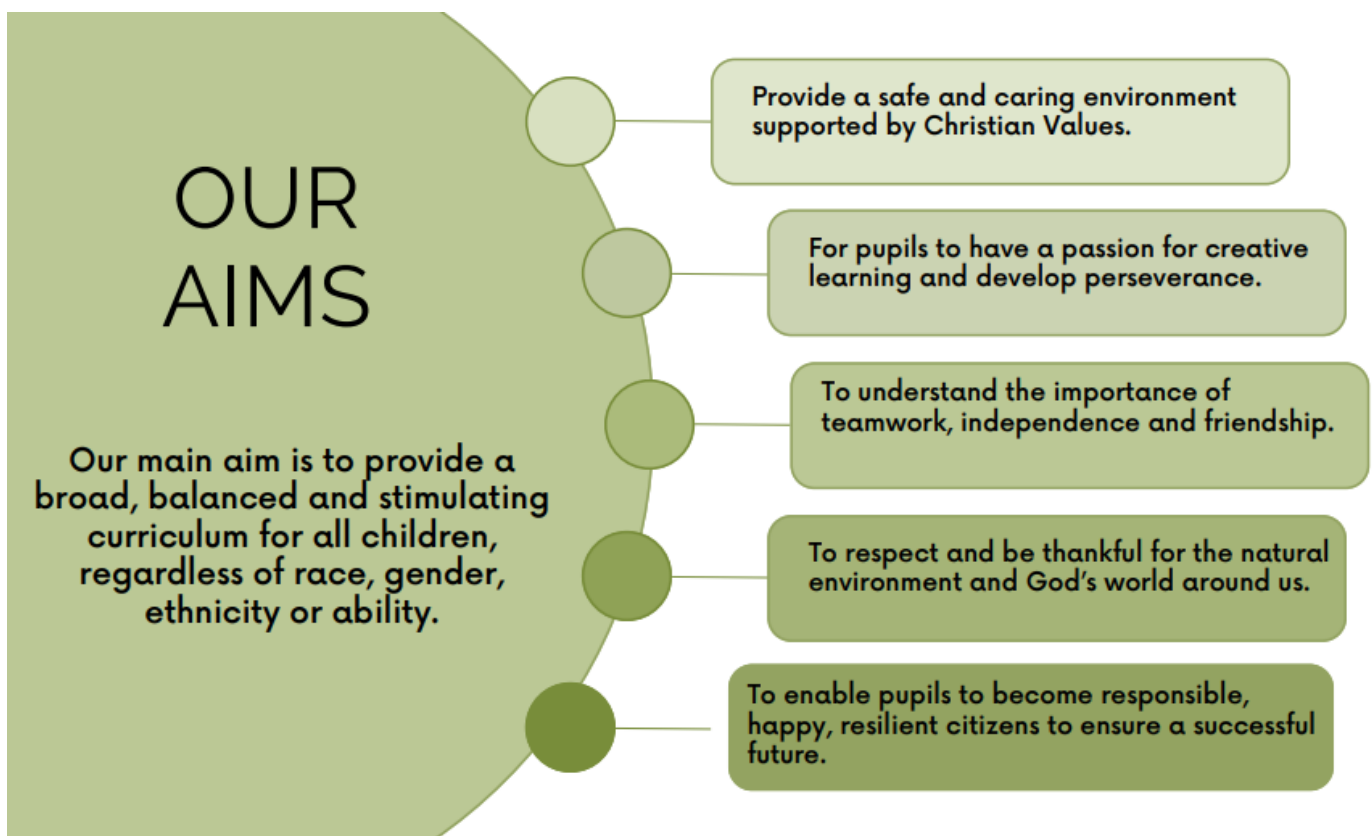 OUR
AIMS
Our main aim is to provide a
broad, balanced and stimulating
curriculum for all children,
regardless of race, gender,
ethnicity or ability.
Provide a safe and caring environment
supported by Christian Values.
For pupils to have a passion for creative
learning and develop perseverance.
To understand the importance of
teamwork, independence and friendship.
To respect and be thankful for the natural
environment and God’s world around us.
To enable pupils to become responsible,
happy, resilient citizens to ensure a successful
future.